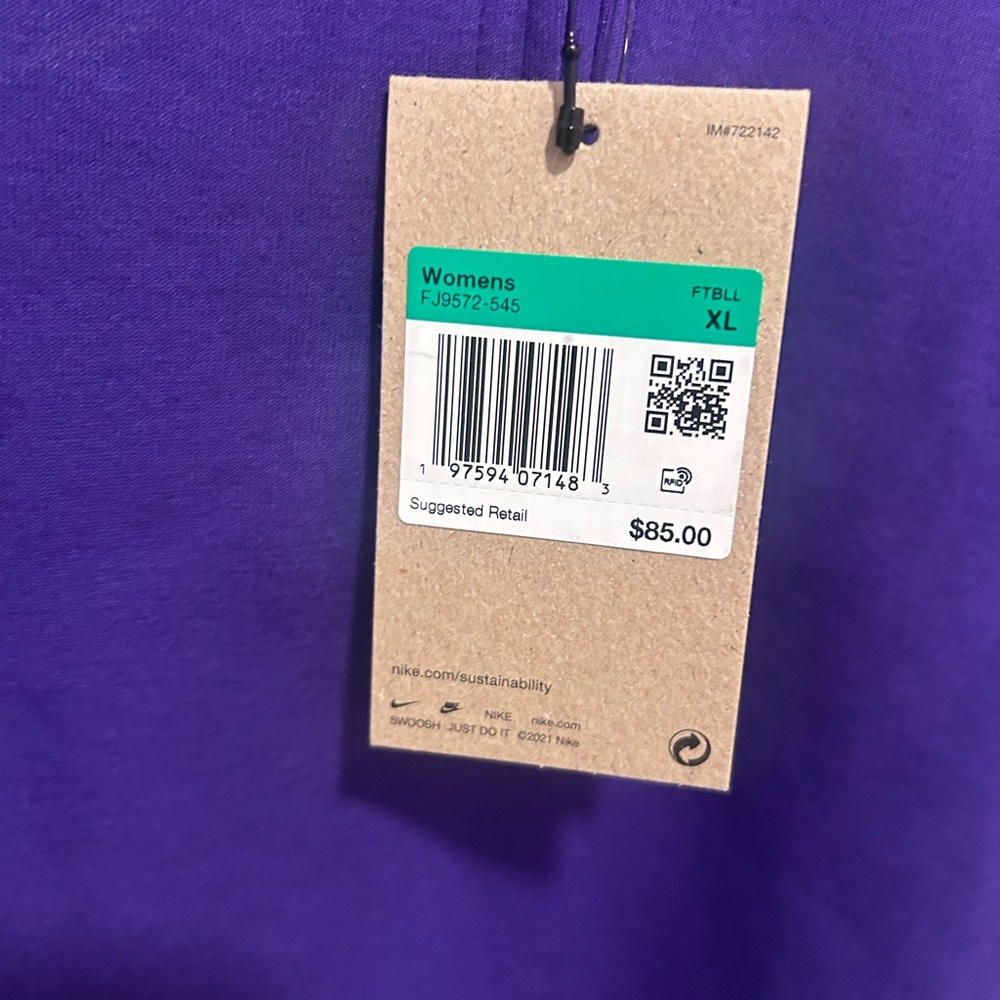 IM#722142
Womens
FJ9572-545
FTBLL
XL
1 97594 07148 3
RFID
Suggested Retail
$85.00
nike.com/sustainability
NIKE nike.com
SWOOSH JUST DO IT ©2021 Nike